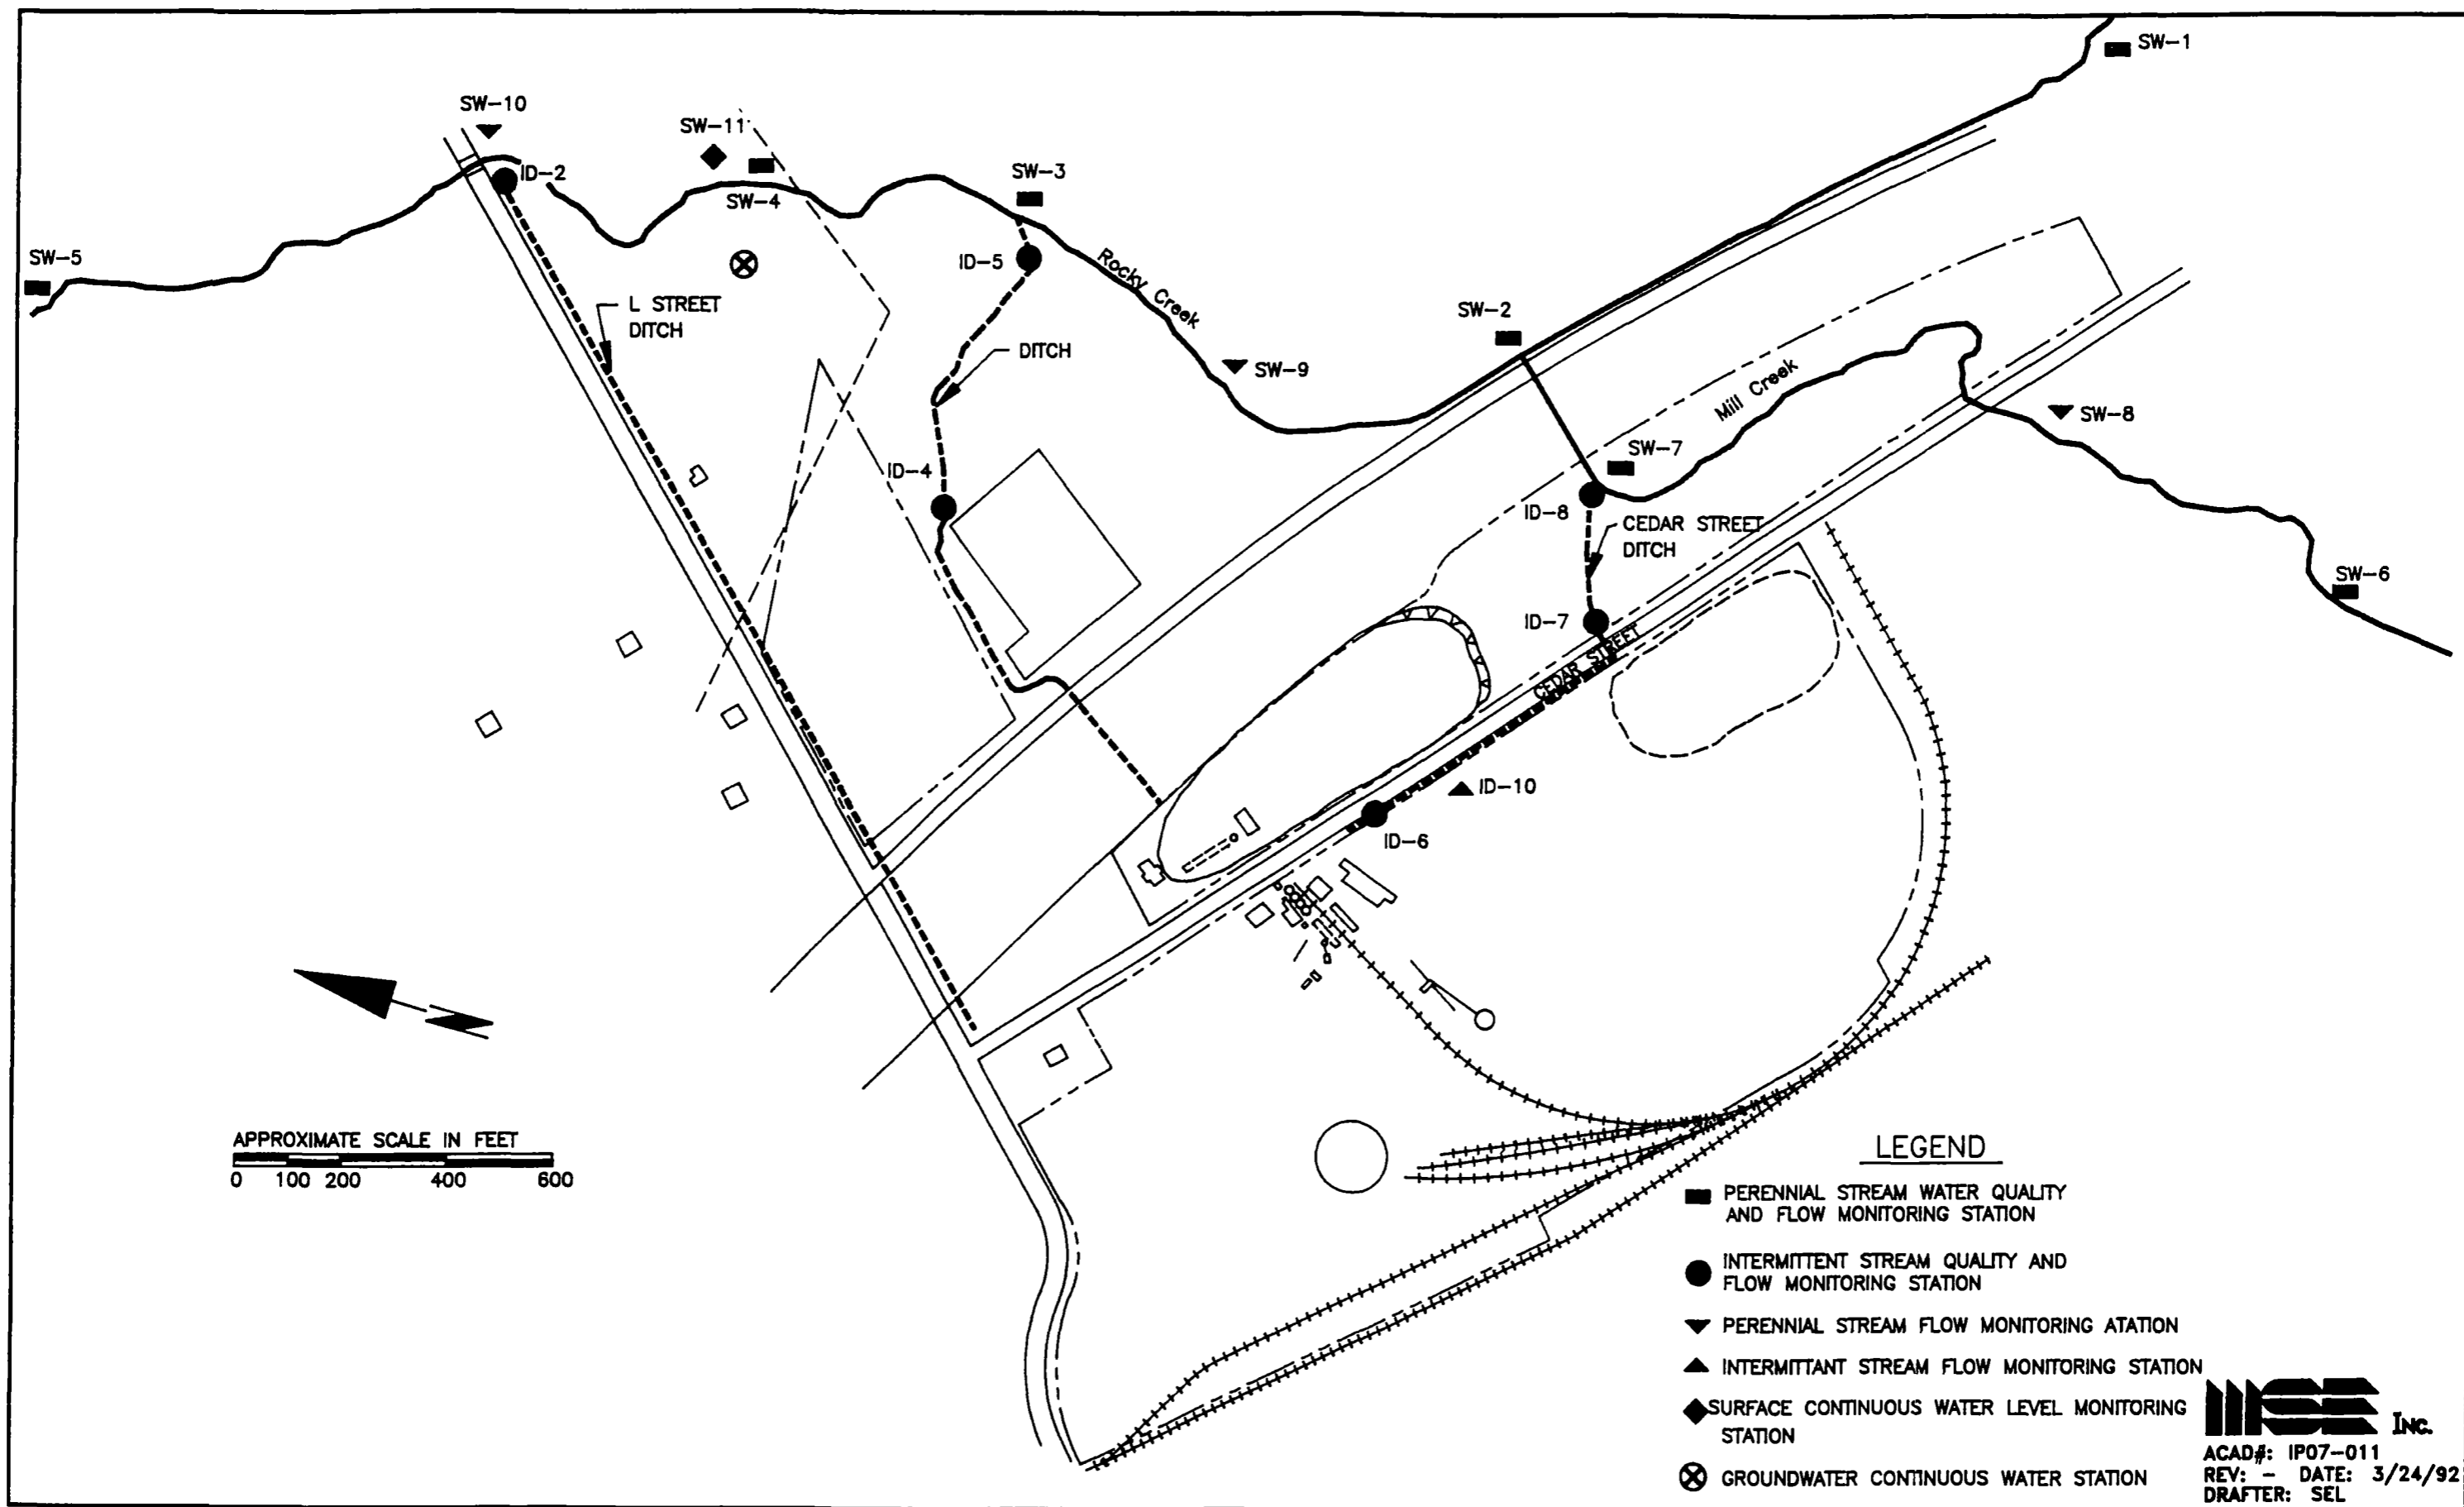 SW-1
SW-10
SW-11
ID-2
SW-4
SW-3
SW-5
ID-5
Rocky Creek
L STREET
DITCH
SW-2
DITCH
SW-9
Mill Creek
SW-8
ID-4
SW-7
ID-8
CEDAR STREET
DITCH
SW-6
ID-7
CEDAR STREET
ID-10
ID-6
APPROXIMATE SCALE IN FEET
0 100 200 400 600
LEGEND
PERENNIAL STREAM WATER QUALITY
AND FLOW MONITORING STATION
INTERMITTENT STREAM QUALITY AND
FLOW MONITORING STATION
PERENNIAL STREAM FLOW MONITORING ATATION
INTERMITTANT STREAM FLOW MONITORING STATION
SURFACE CONTINUOUS WATER LEVEL MONITORING
STATION
GROUNDWATER CONTINUOUS WATER STATION
MSE INC.
ACAD#: IP07-011
REV: - DATE: 3/24/92
DRAFTER: SEL